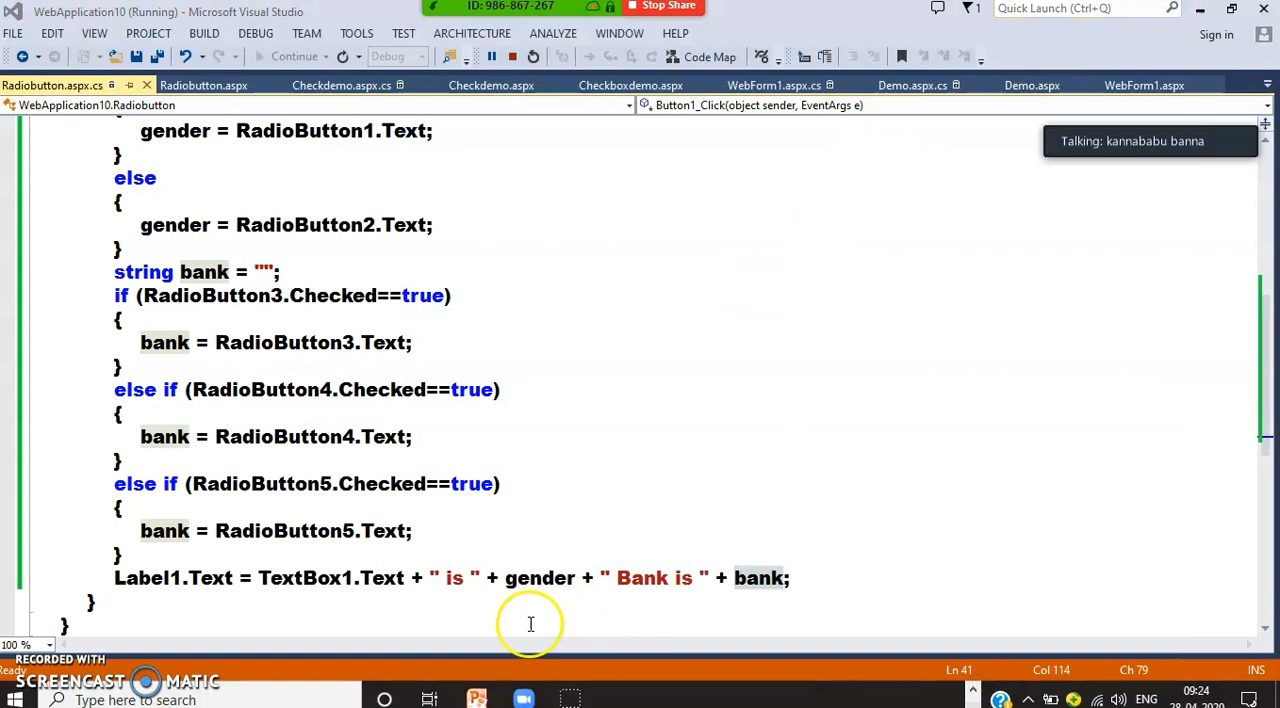 WebApplication10 (Running) - Microsoft Visual Studio
ID: 986-867-267
Stop Share
1
Quick Launch (Ctrl+Q)
FILE EDIT VIEW PROJECT BUILD DEBUG TEAM TOOLS TEST ARCHITECTURE ANALYZE WINDOW HELP
Sign in
Continue Debug Code Map
Radiobutton.aspx.cs Radiobutton.aspx Checkdemo.aspx.cs Checkdemo.aspx Checkboxdemo.aspx WebForm1.aspx.cs Demo.aspx.cs Demo.aspx WebForm1.aspx
WebApplication10.Radiobutton Button1_Click(object sender, EventArgs e)
Talking: kannababu banna
{
gender = RadioButton1.Text;
}
else
{
gender = RadioButton2.Text;
}
string bank = "";
if (RadioButton3.Checked==true)
{
bank = RadioButton3.Text;
}
else if (RadioButton4.Checked==true)
{
bank = RadioButton4.Text;
}
else if (RadioButton5.Checked==true)
{
bank = RadioButton5.Text;
}
Label1.Text = TextBox1.Text + " is " + gender + " Bank is " + bank;
}
}
100 %
Ready Ln 41 Col 114 Ch 79 INS
RECORDED WITH
SCREENCAST MATIC
Type here to search
ENG
09:24
28-04-2020